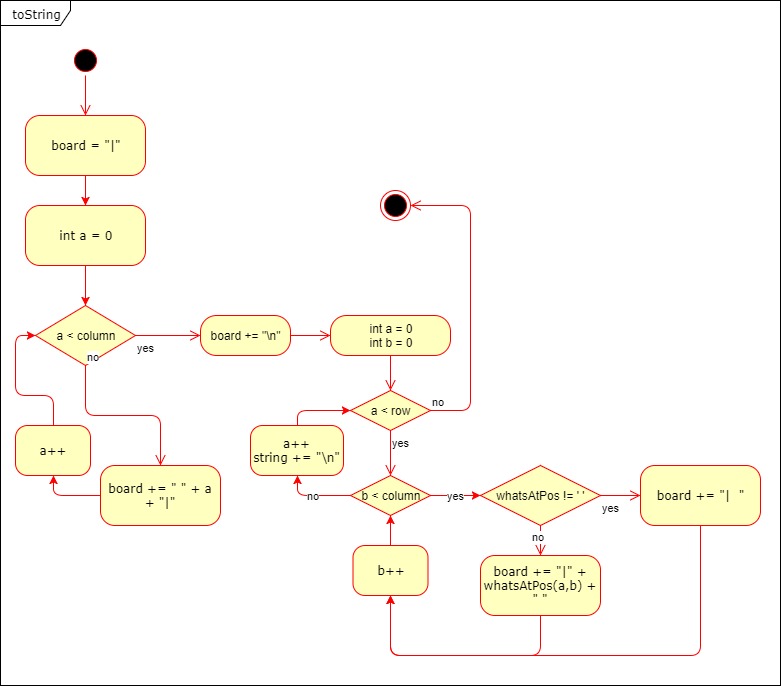 toString
board = "|"
int a = 0
a < column
no
yes
board += "\n"
int a = 0
int b = 0
a < row
no
yes
a++
a++
string += "\n"
board += " " + a
+ "|"
b < column
no
yes
whatsAtPos != ' '
yes
no
board += "|  "
b++
board += "|" +
whatsAtPos(a,b) +
" "